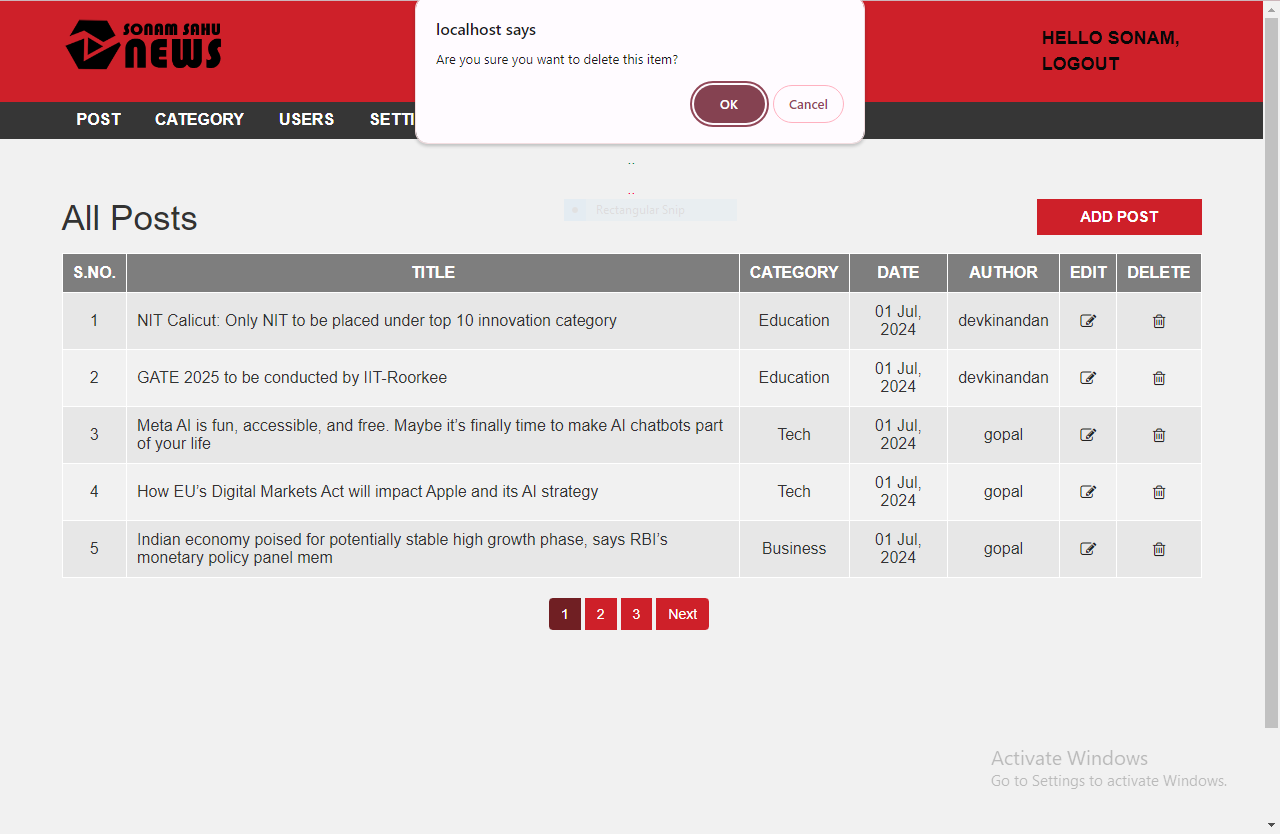 SONAM SAHU
NEWS
localhost says
Are you sure you want to delete this item?
OK Cancel
HELLO SONAM,
LOGOUT
POST CATEGORY USERS SETTI
..
..
Rectangular Snip
All Posts
ADD POST
S.NO. TITLE CATEGORY DATE AUTHOR EDIT DELETE
1 NIT Calicut: Only NIT to be placed under top 10 innovation category Education 01 Jul, 2024 devkinandan
2 GATE 2025 to be conducted by IIT-Roorkee Education 01 Jul, 2024 devkinandan
3 Meta AI is fun, accessible, and free. Maybe it’s finally time to make AI chatbots part
of your life Tech 01 Jul, 2024 gopal
4 How EU’s Digital Markets Act will impact Apple and its AI strategy Tech 01 Jul, 2024 gopal
5 Indian economy poised for potentially stable high growth phase, says RBI’s
monetary policy panel mem Business 01 Jul, 2024 gopal
1 2 3 Next
Activate Windows
Go to Settings to activate Windows.